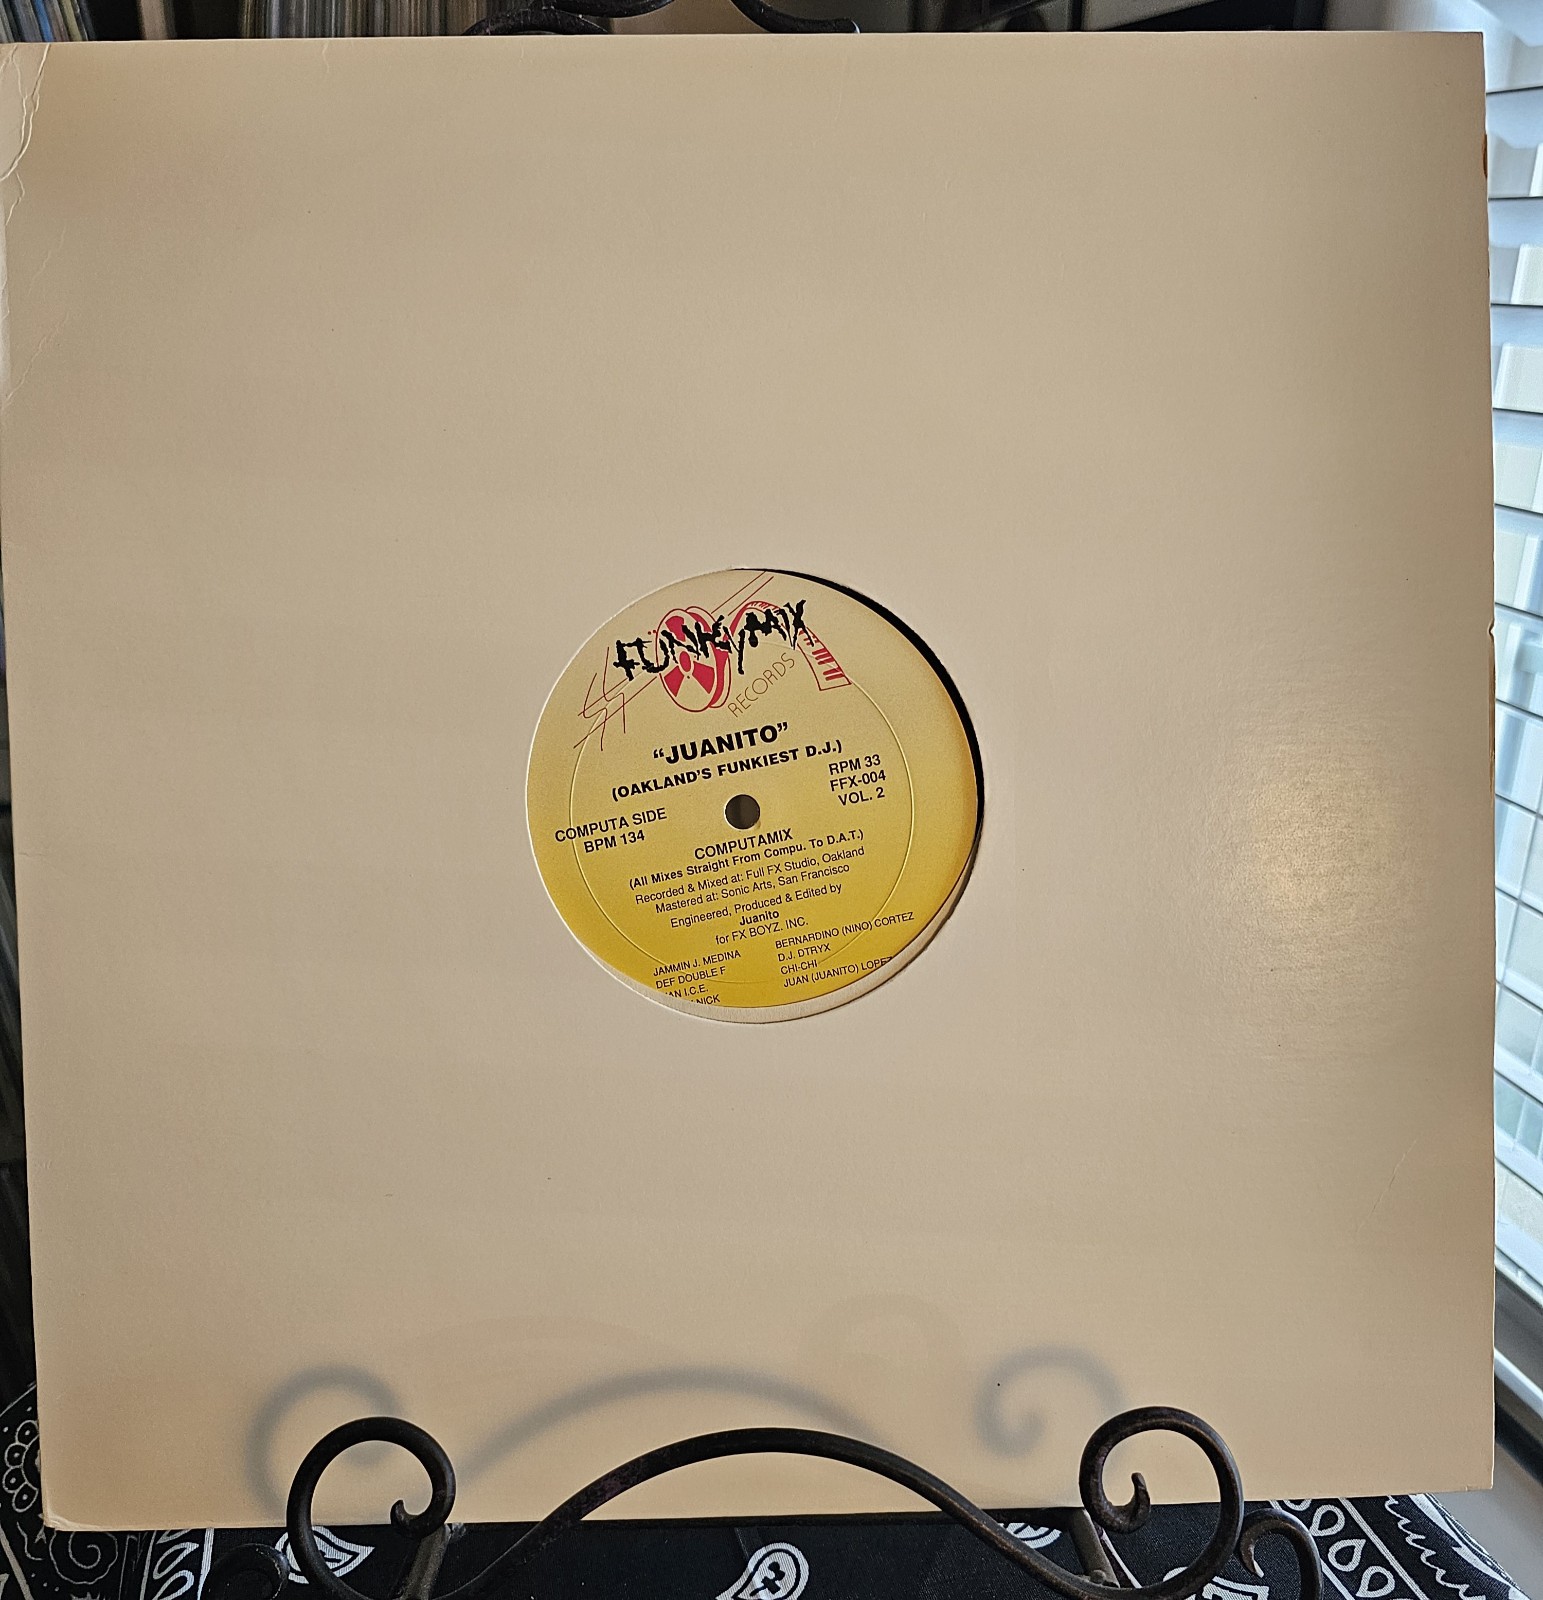 FUNKYMIX
RECORDS
"JUANITO"
(OAKLAND'S FUNKIEST D.J.)
COMPUTA SIDE
BPM 134
RPM 33
FFX-004
VOL. 2
COMPUTAMIX
(All Mixes Straight From Compu. To D.A.T.)
Recorded & Mixed at: Full FX Studio, Oakland
Mastered at: Sonic Arts, San Francisco
Engineered, Produced & Edited by
Juanito
for FX BOYZ, INC.
JAMMIN J. MEDINA
DEF DOUBLE F
I.C.E.
NICK
BERNARDINO (NINO) CORTEZ
D.J. DTRYX
CHI-CHI
JUAN (JUANITO) LOPEZ